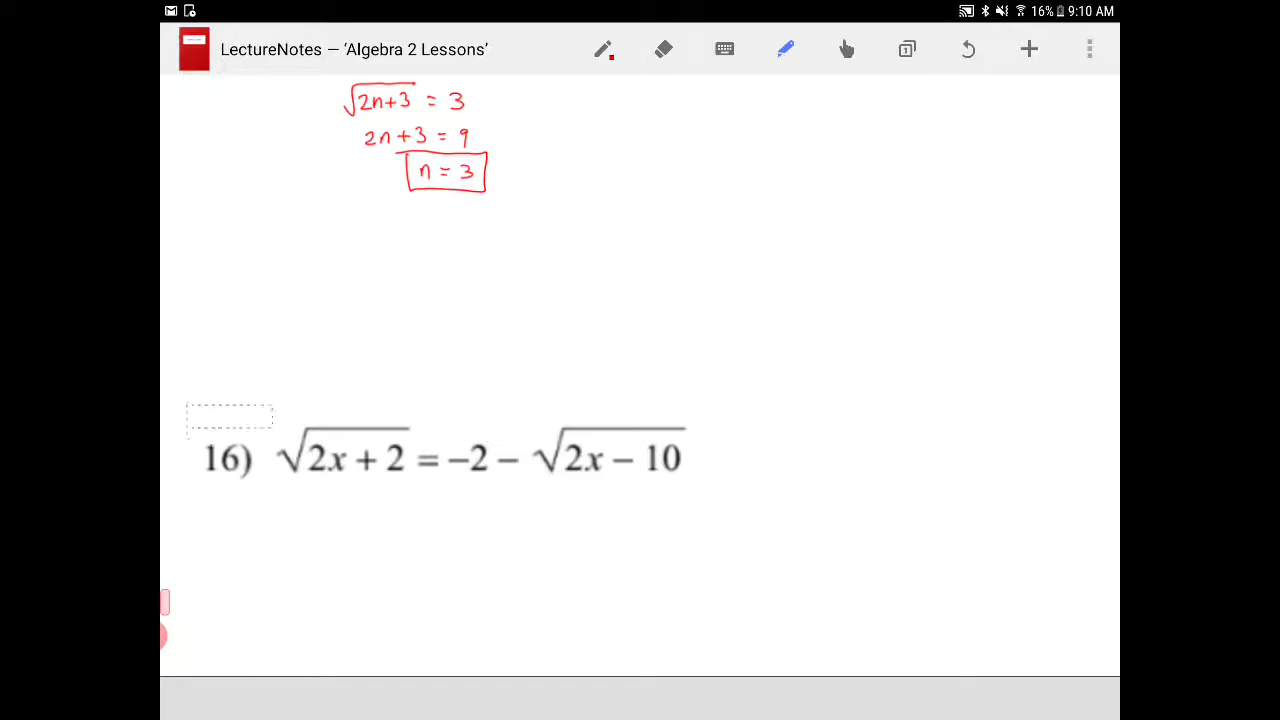 16% 9:10 AM
LectureNotes — ‘Algebra 2 Lessons’
√2n+3 = 3
2n+3 = 9
n = 3
16) √2x + 2 = −2 − √2x − 10